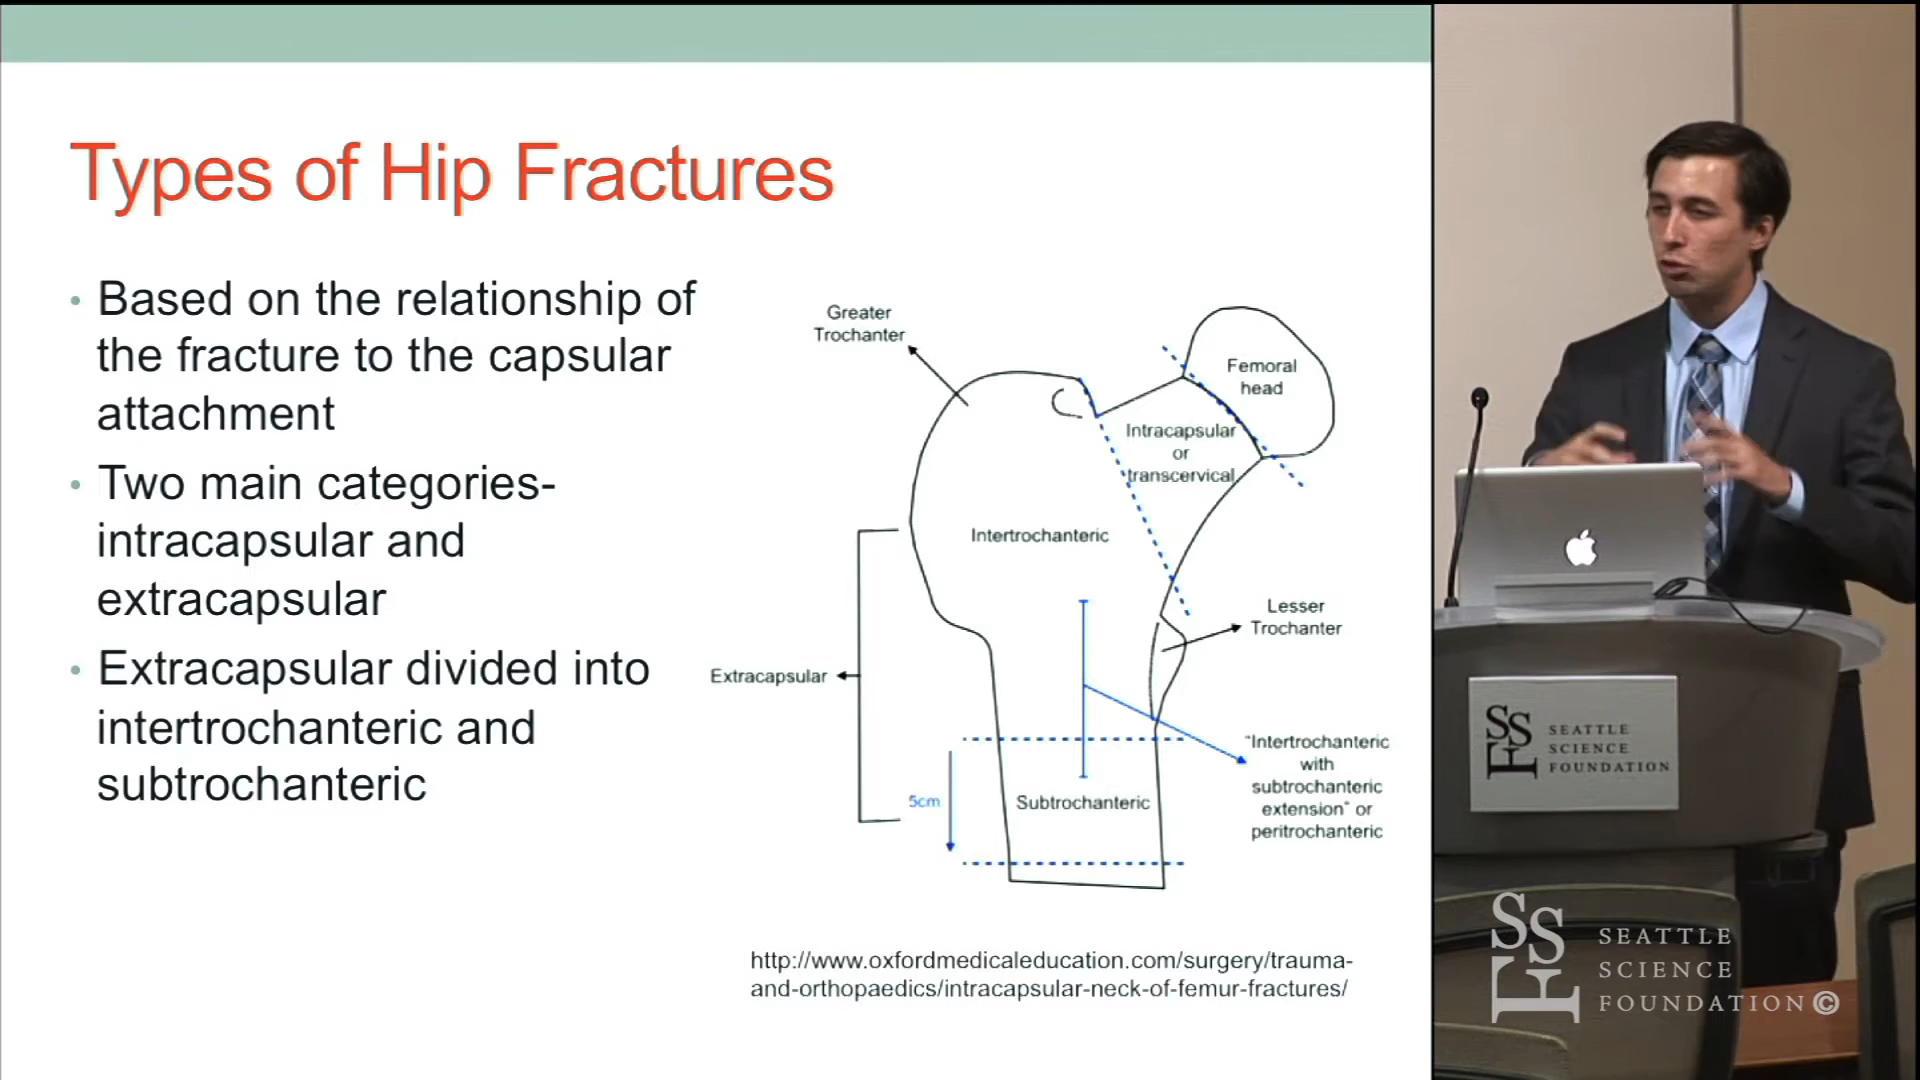 Types of Hip Fractures
• Based on the relationship of
the fracture to the capsular
attachment
• Two main categories-
intracapsular and
extracapsular
• Extracapsular divided into
intertrochanteric and
subtrochanteric
Greater
Trochanter
Femoral
head
Intracapsular
or
transcervical
Intertrochanteric
Lesser
Trochanter
Extracapsular
"Intertrochanteric
with
subtrochanteric
extension" or
peritrochanteric
5cm
Subtrochanteric
http://www.oxfordmedicaleducation.com/surgery/trauma-
and-orthopaedics/intracapsular-neck-of-femur-fractures/
SSF
SEATTLE
SCIENCE
FOUNDATION
SSF
SEATTLE
SCIENCE
FOUNDATION©